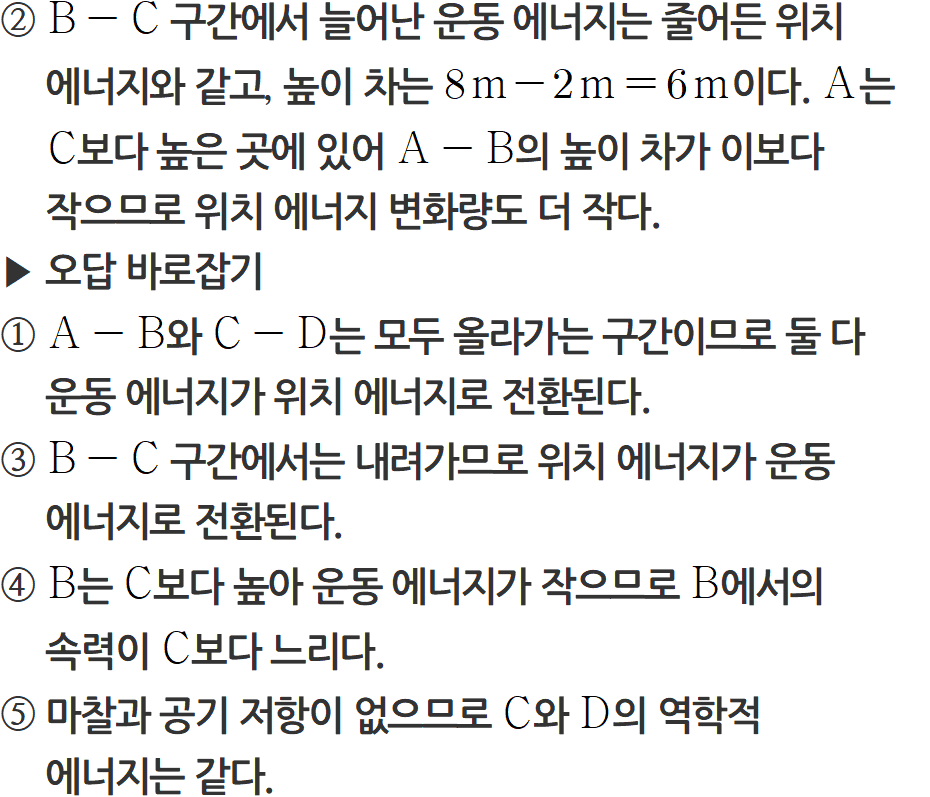 ② B - C 구간에서 늘어난 운동 에너지는 줄어든 위치
에너지와 같고, 높이 차는 8m-2m=6m이다. A는
C보다 높은 곳에 있어 A - B의 높이 차가 이보다
작으므로 위치 에너지 변화량도 더 작다.
▶ 오답 바로잡기
① A - B와 C - D는 모두 올라가는 구간이므로 둘 다
운동 에너지가 위치 에너지로 전환된다.
③ B - C 구간에서는 내려가므로 위치 에너지가 운동
에너지로 전환된다.
④ B는 C보다 높아 운동 에너지가 작으므로 B에서의
속력이 C보다 느리다.
⑤ 마찰과 공기 저항이 없으므로 C와 D의 역학적
에너지는 같다.